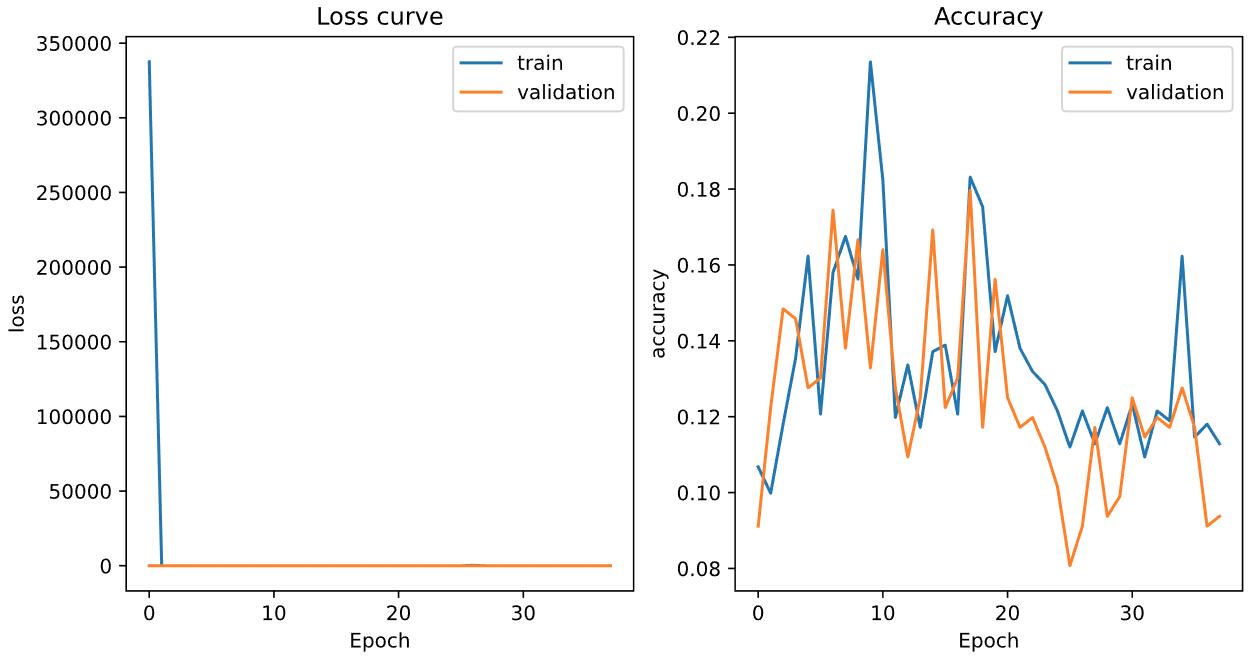 Loss curve
350000
300000
250000
200000
150000
100000
50000
0
loss
0 10 20 30
Epoch
train
validation
Accuracy
0.22
0.20
0.18
0.16
0.14
0.12
0.10
0.08
accuracy
0 10 20 30
Epoch
train
validation